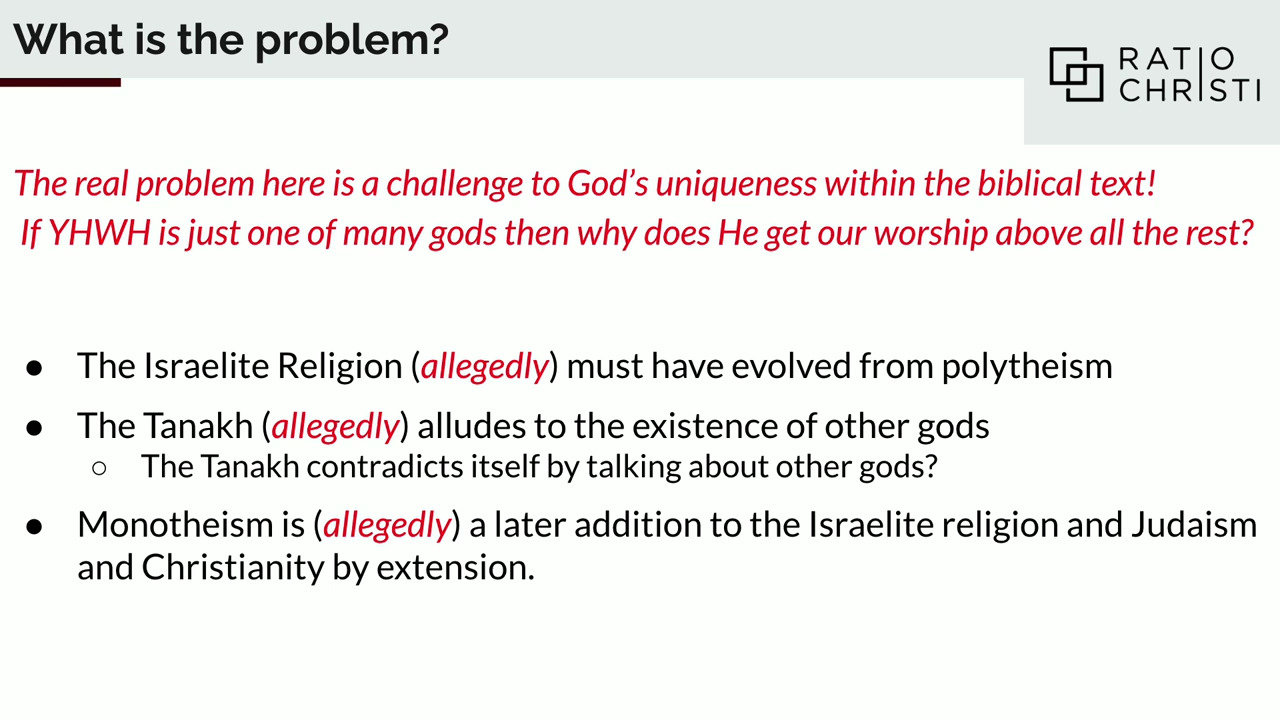 What is the problem?
RATIO
CHRISTI
The real problem here is a challenge to God’s uniqueness within the biblical text!
If YHWH is just one of many gods then why does He get our worship above all the rest?
● The Israelite Religion (allegedly) must have evolved from polytheism
● The Tanakh (allegedly) alludes to the existence of other gods
○ The Tanakh contradicts itself by talking about other gods?
● Monotheism is (allegedly) a later addition to the Israelite religion and Judaism
and Christianity by extension.